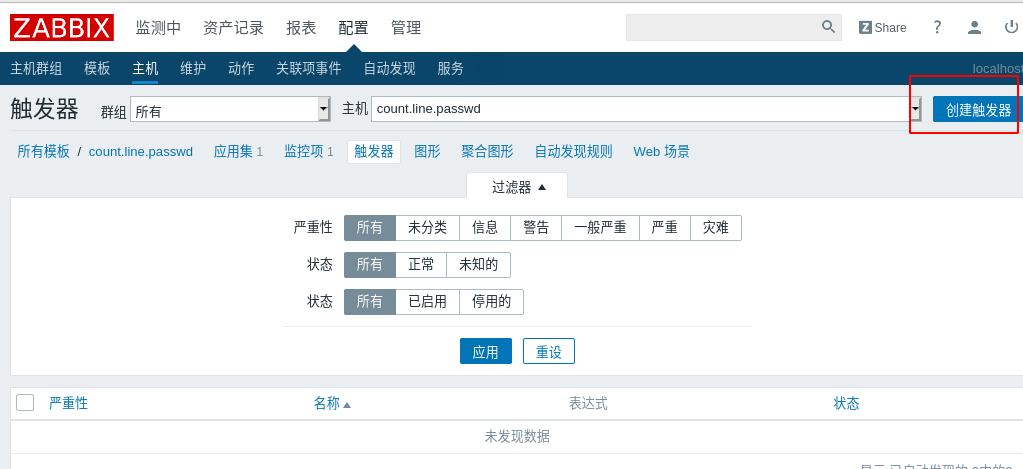 ZABBIX 监测中 资产记录 报表 配置 管理 Z Share ?
主机群组 模板 主机 维护 动作 关联项事件 自动发现 服务 localhost
触发器 群组 所有 主机 count.line.passwd 创建触发器
所有模板 / count.line.passwd 应用集 1 监控项 1 触发器 图形 聚合图形 自动发现规则 Web 场景
过滤器
严重性 所有 未分类 信息 警告 一般严重 严重 灾难
状态 所有 正常 未知的
状态 所有 已启用 停用的
应用 重设
严重性 名称 表达式 状态
未发现数据